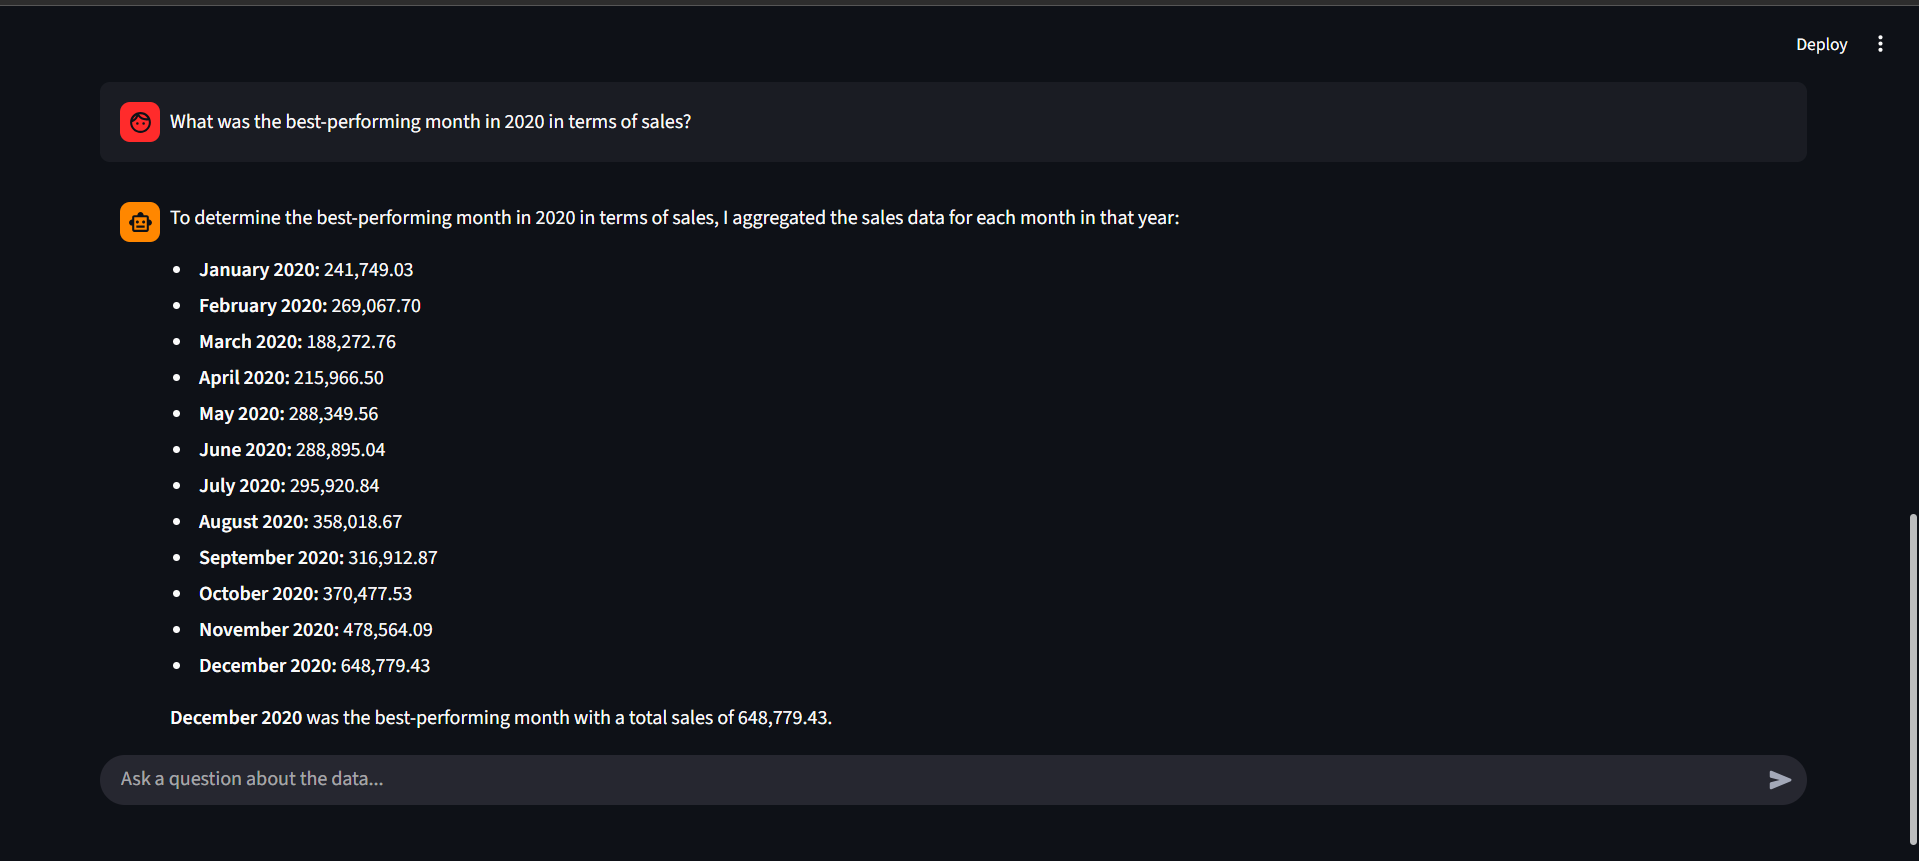 Deploy
What was the best-performing month in 2020 in terms of sales?
To determine the best-performing month in 2020 in terms of sales, I aggregated the sales data for each month in that year:
• January 2020: 241,749.03
• February 2020: 269,067.70
• March 2020: 188,272.76
• April 2020: 215,966.50
• May 2020: 288,349.56
• June 2020: 288,895.04
• July 2020: 295,920.84
• August 2020: 358,018.67
• September 2020: 316,912.87
• October 2020: 370,477.53
• November 2020: 478,564.09
• December 2020: 648,779.43
December 2020 was the best-performing month with a total sales of 648,779.43.
Ask a question about the data...